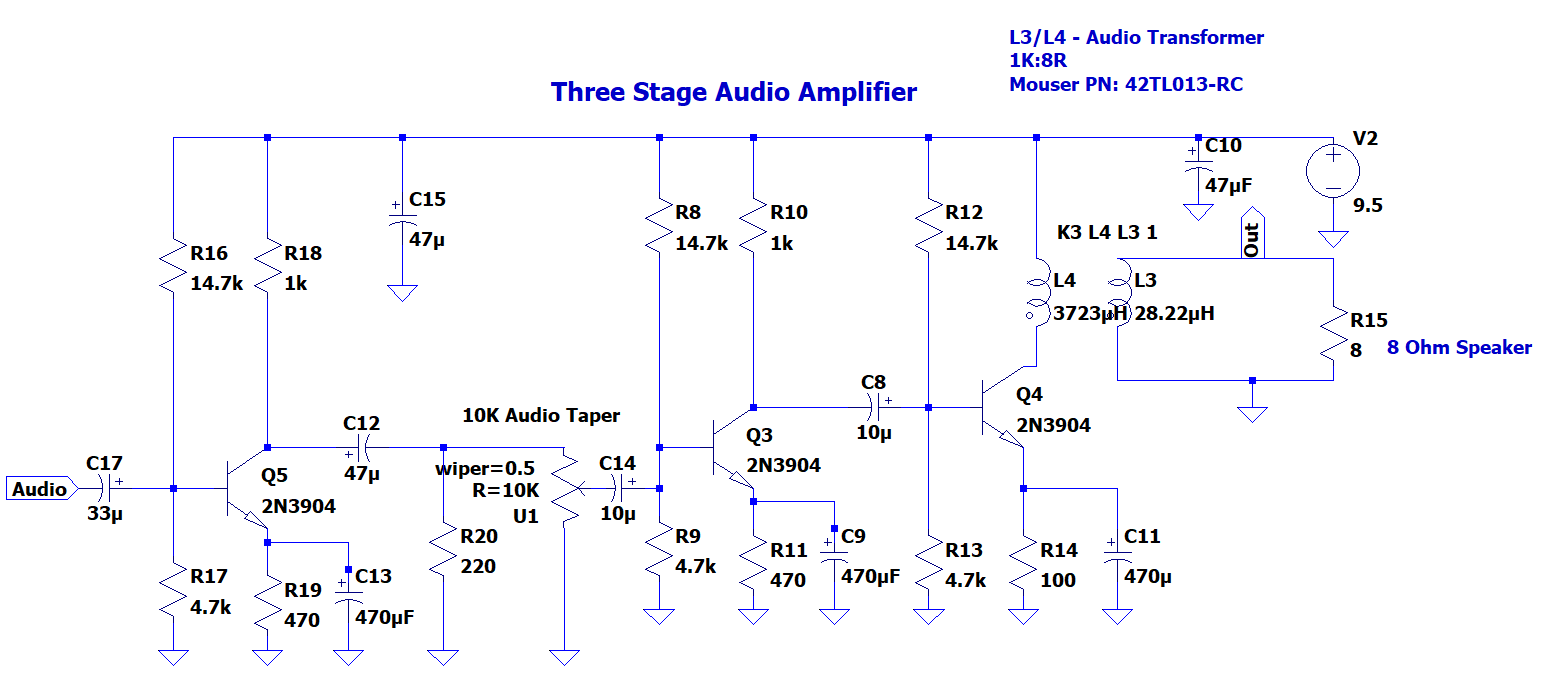 L3/L4 - Audio Transformer
1K:8R
Mouser PN: 42TL013-RC
Three Stage Audio Amplifier
V2
9.5
C10
47µF
C15
47µ
R16
14.7k
R18
1k
R8
14.7k
R10
1k
R12
14.7k
K3 L4 L3 1
Out
L4
3723µH
L3
28.22µH
R15
8
8 Ohm Speaker
Audio
C17
33µ
Q5
2N3904
C12
47µ
10K Audio Taper
wiper=0.5
R=10K
U1
C14
10µ
Q3
2N3904
C8
10µ
Q4
2N3904
R17
4.7k
R19
470
C13
470µF
R20
220
R9
4.7k
R11
470
C9
470µF
R13
4.7k
R14
100
C11
470µ